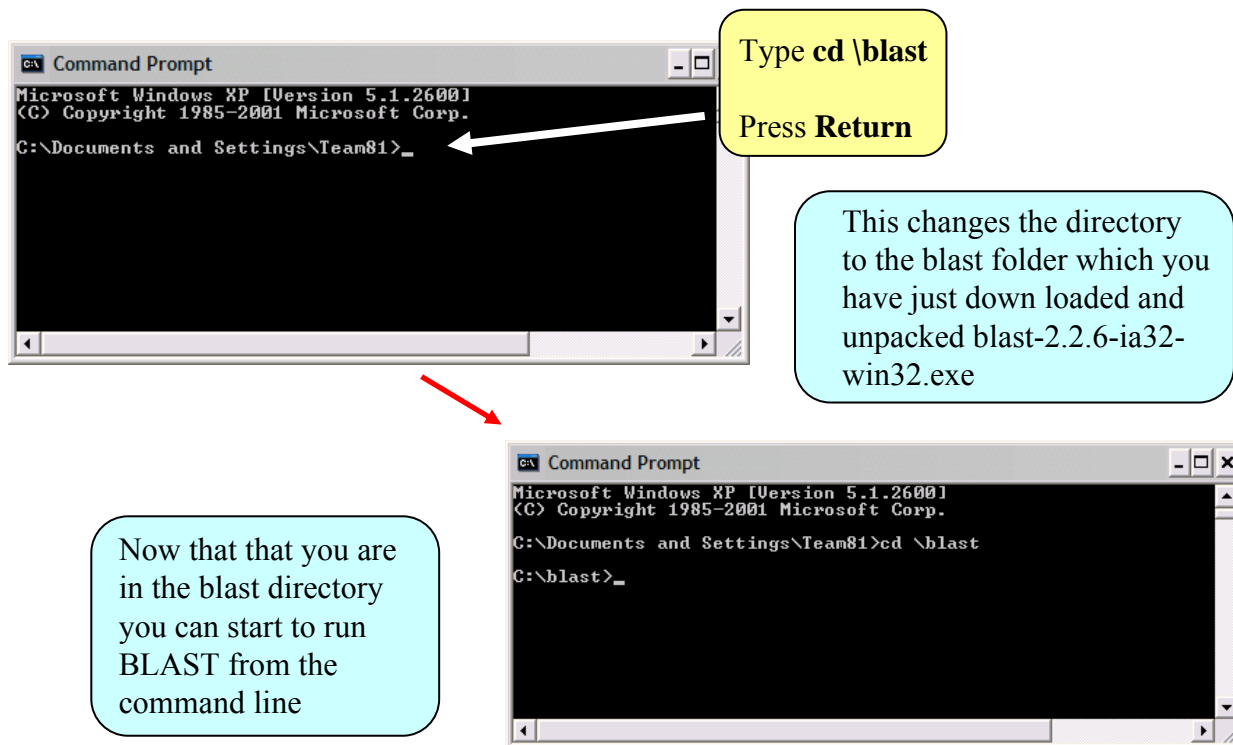 Command Prompt
Microsoft Windows XP [Version 5.1.2600]
(C) Copyright 1985-2001 Microsoft Corp.
C:\Documents and Settings\Team81>_
Type cd \blast
Press Return
This changes the directory
to the blast folder which you
have just down loaded and
unpacked blast-2.2.6-ia32-
win32.exe
Command Prompt
Microsoft Windows XP [Version 5.1.2600]
(C) Copyright 1985-2001 Microsoft Corp.
C:\Documents and Settings\Team81>cd \blast
C:\blast>_
Now that that you are
in the blast directory
you can start to run
BLAST from the
command line